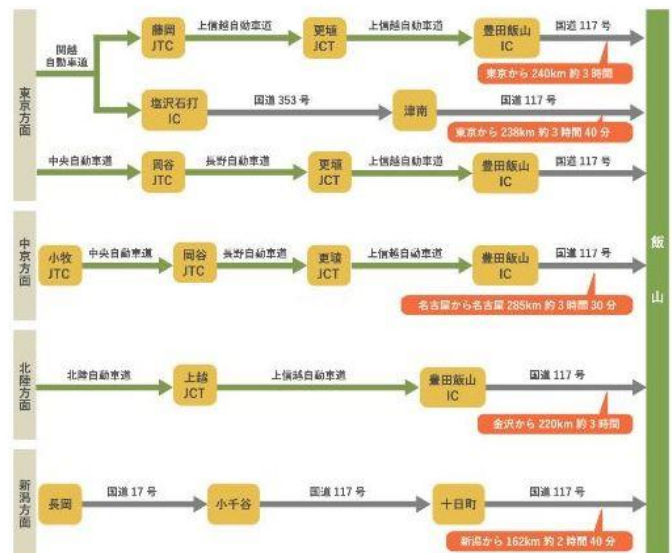 東京方面
関越
自動車道
藤岡
JTC
上信越自動車道
更埴
JCT
上信越自動車道
豊田飯山
IC
国道 117 号
東京から 240km 約 3 時間
塩沢石打
IC
国道 353 号
津南
国道 117 号
東京から 238km 約 3 時間 40 分
中央自動車道
岡谷
JTC
長野自動車道
更埴
JCT
上信越自動車道
豊田飯山
IC
国道 117 号
中京方面
小牧
JTC
中央自動車道
岡谷
JTC
長野自動車道
更埴
JCT
上信越自動車道
豊田飯山
IC
国道 117 号
名古屋から名古屋 285km 約 3 時間 30 分
北陸方面
北陸自動車道
上越
JCT
上信越自動車道
豊田飯山
IC
国道 117 号
金沢から 220km 約 3 時間
新潟方面
長岡
国道 17 号
小千谷
国道 117 号
十日町
国道 117 号
新潟から 162km 約 2 時間 40 分
飯山